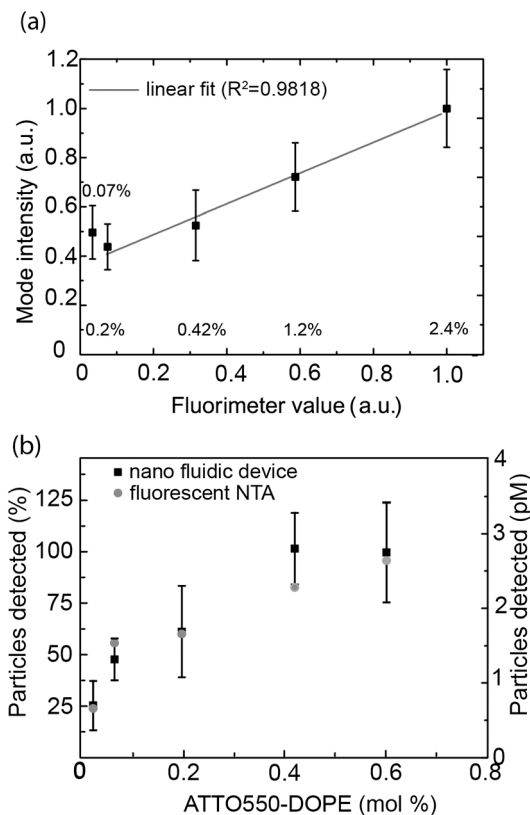 (a)
1.2
1.0
0.8
0.6
0.4
0.2
0
Mode intensity (a.u.)
linear fit (R²=0.9818)
0.07%
0.2%
0.42%
1.2%
2.4%
0 0.2 0.4 0.6 0.8 1.0
Fluorimeter value (a.u.)
(b)
nano fluidic device
fluorescent NTA
125
100
75
50
25
Particles detected (%)
4
3
2
1
0
Particles detected (pM)
0 0.2 0.4 0.6 0.8
ATTO550-DOPE (mol %)